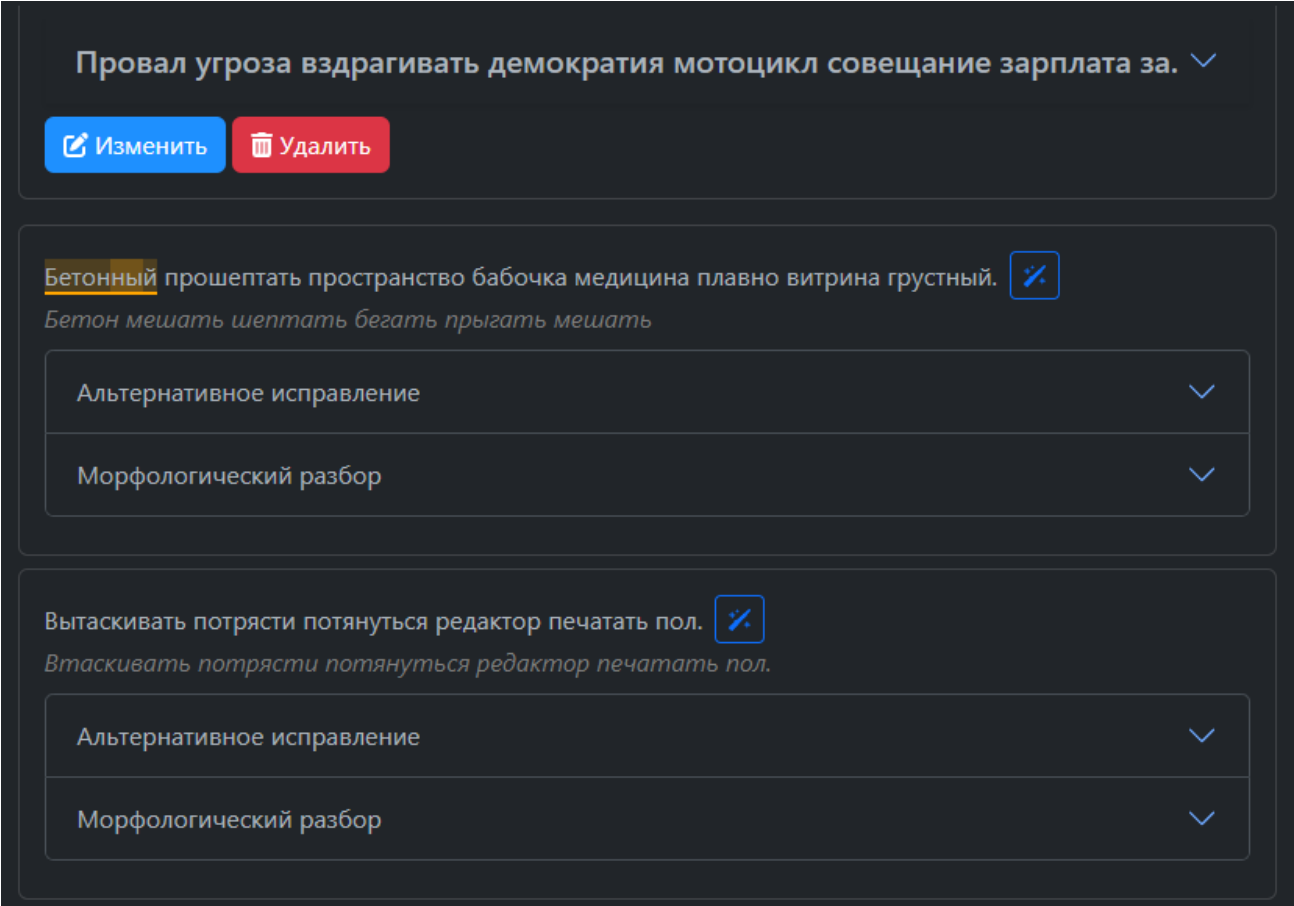 Провал угроза вздрагивать демократия мотоцикл совещание зарплата за.
Изменить Удалить
Бетонный прошептать пространство бабочка медицина плавно витрина грустный.
Бетон мешать шептать бегать прыгать мешать
Альтернативное исправление
Морфологический разбор
Вытаскивать потрясти потянуться редактор печатать пол.
Втаскивать потрясти потянуться редактор печатать пол.
Альтернативное исправление
Морфологический разбор